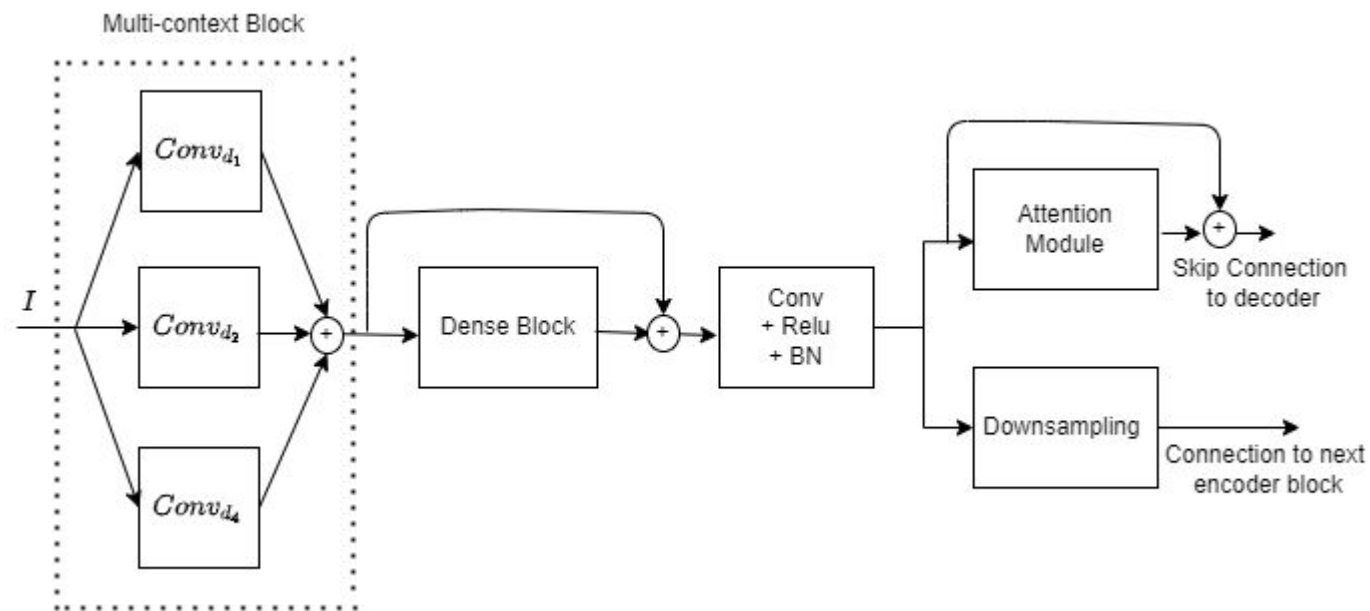 Multi-context Block
I
Conv_{d_1}
Conv_{d_2}
Conv_{d_4}
+
Dense Block
+
Conv
+ Relu
+ BN
Attention
Module
+
Skip Connection
to decoder
Downsampling
Connection to next
encoder block